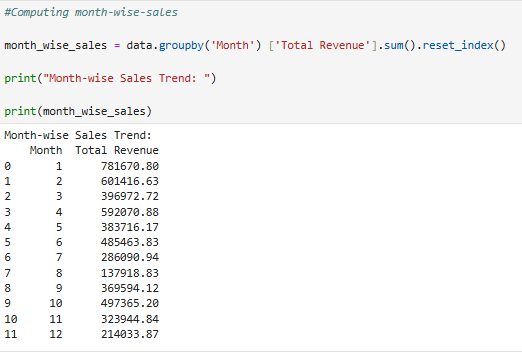 #Computing month-wise-sales
month_wise_sales = data.groupby('Month') ['Total Revenue'].sum().reset_index()
print("Month-wise Sales Trend: ")
print(month_wise_sales)
Month-wise Sales Trend:
Month Total Revenue
0 1 781670.80
1 2 601416.63
2 3 396972.72
3 4 592070.88
4 5 383716.17
5 6 485463.83
6 7 286090.94
7 8 137918.83
8 9 369594.12
9 10 497365.20
10 11 323944.84
11 12 214033.87